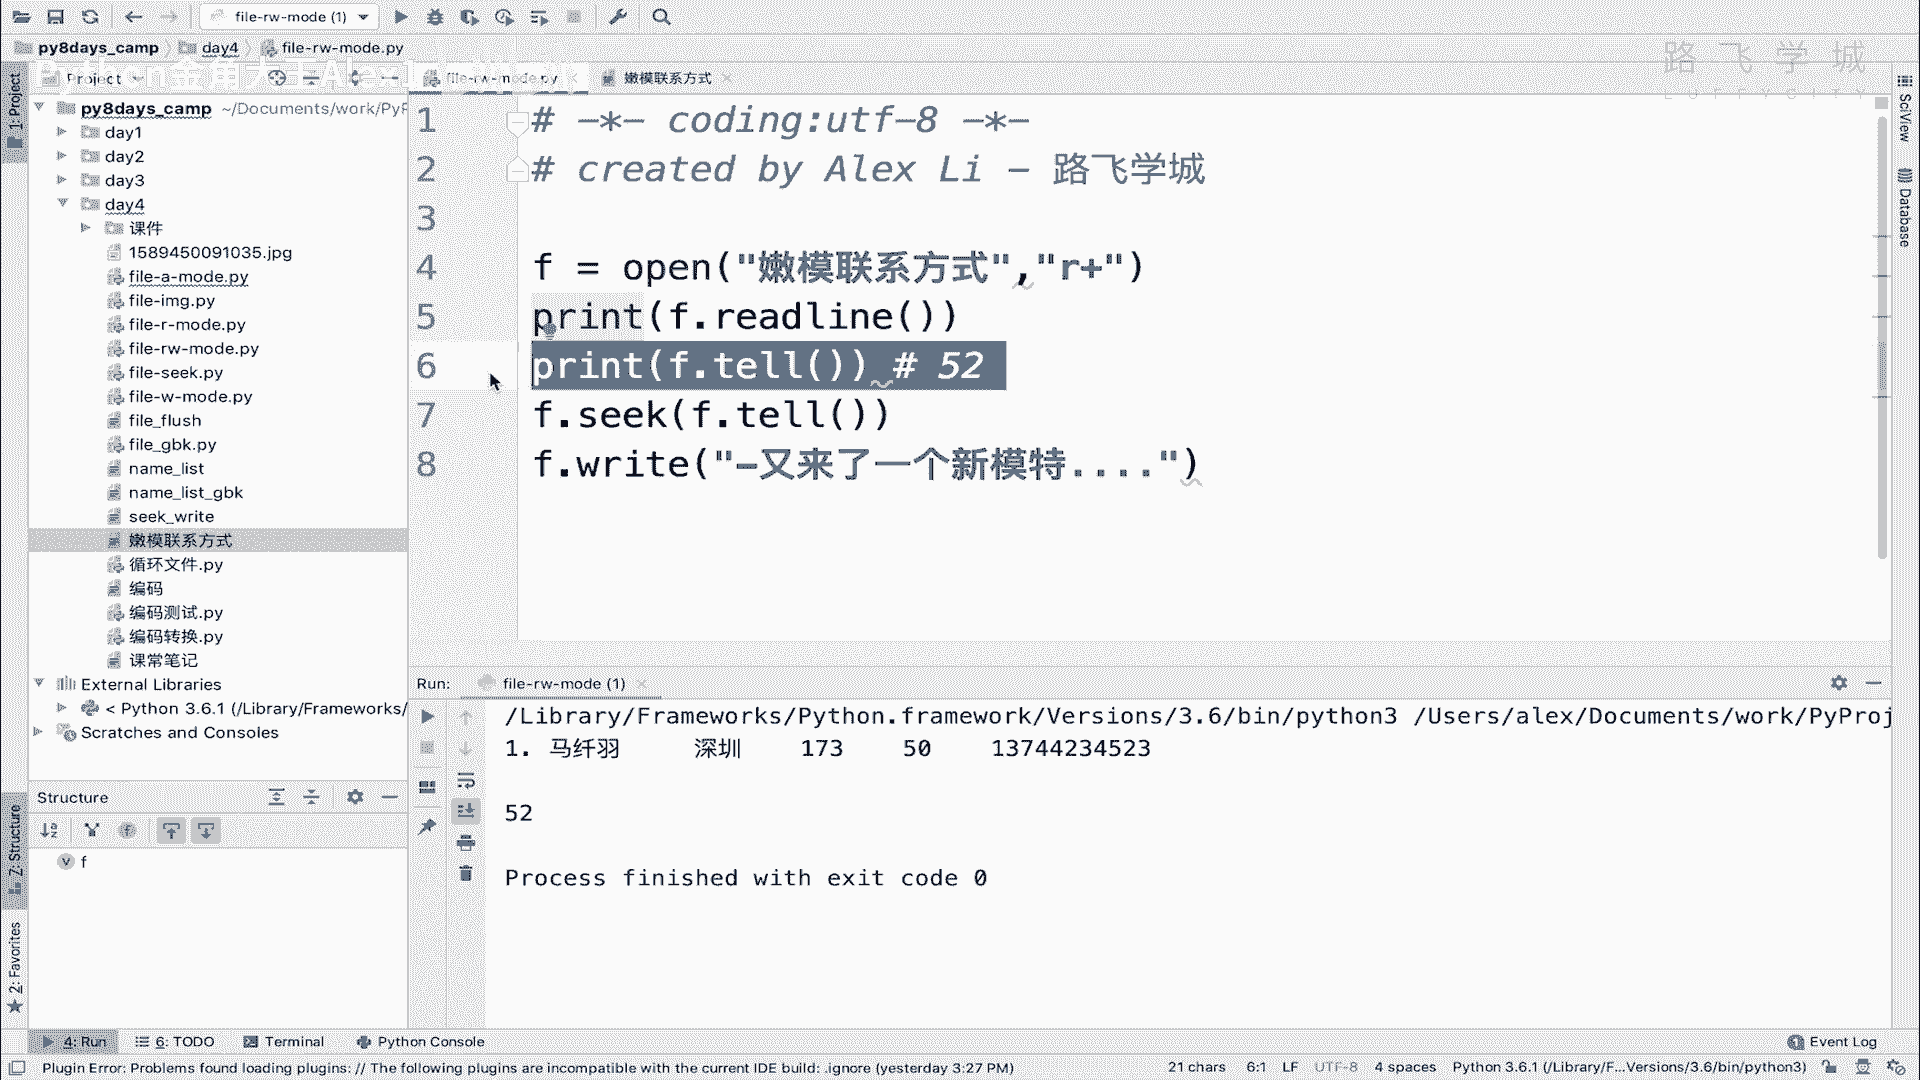 file-rw-mode (1)
py8days_camp day4 file-rw-mode.py
路飞学城
LUFFYCITY
1: Project
Project
file-rw-mode.py 嫩模联系方式
py8days_camp ~/Documents/work/PyP
day1
day2
day3
day4
课件
1589450091035.jpg
file-a-mode.py
file-img.py
file-r-mode.py
file-rw-mode.py
file-seek.py
file-w-mode.py
file_flush
file_gbk.py
name_list
name_list_gbk
seek_write
嫩模联系方式
循环文件.py
编码
编码测试.py
编码转换.py
课常笔记
External Libraries
< Python 3.6.1 (/Library/Frameworks/
Scratches and Consoles
1 # -*- coding:utf-8 -*-
2 # created by Alex Li - 路飞学城
3
4 f = open("嫩模联系方式","r+")
5 print(f.readline())
6 print(f.tell()) # 52
7 f.seek(f.tell())
8 f.write("-又来了一个新模特....")
SciView
Database
Structure
f
Z: Structure
2: Favorites
Run: file-rw-mode (1)
/Library/Frameworks/Python.framework/Versions/3.6/bin/python3 /Users/alex/Documents/work/PyProj
1. 马纤羽 深圳 173 50 13744234523
52
Process finished with exit code 0
4: Run 6: TODO Terminal Python Console Event Log
Plugin Error: Problems found loading plugins: // The following plugins are incompatible with the current IDE build: .ignore (yesterday 3:27 PM) 21 chars 6:1 LF UTF-8 4 spaces Python 3.6.1 (/Library/F...Versions/3.6/bin/python3)